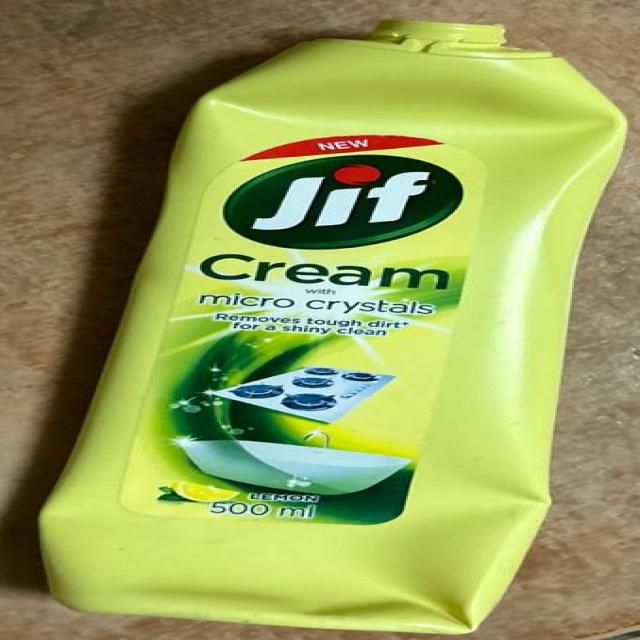 NEW
Jif
Cream
with
micro crystals
Removes tough dirt*
for a shiny clean
LEMON
500 ml